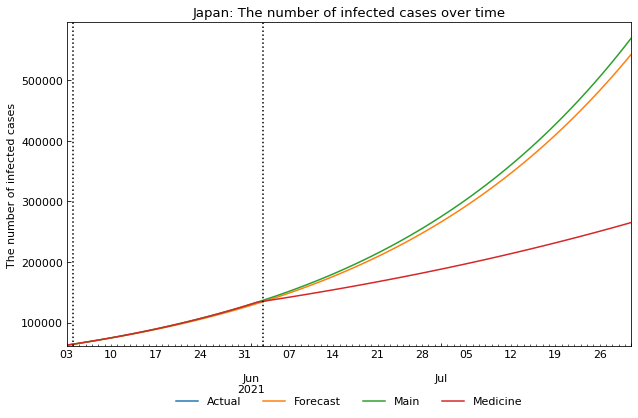 Japan: The number of infected cases over time
The number of infected cases
500000
400000
300000
200000
100000
03 10 17 24 31 07 14 21 28 05 12 19 26
Jun Jul
2021
Actual Forecast Main Medicine